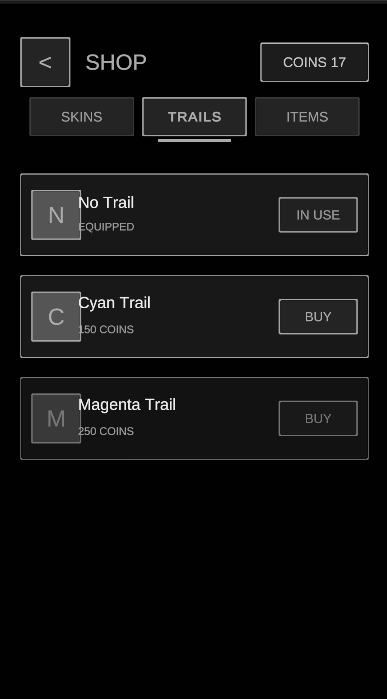 < SHOP COINS 17
SKINS TRAILS ITEMS
N No Trail IN USE
EQUIPPED
C Cyan Trail BUY
150 COINS
M Magenta Trail BUY
250 COINS